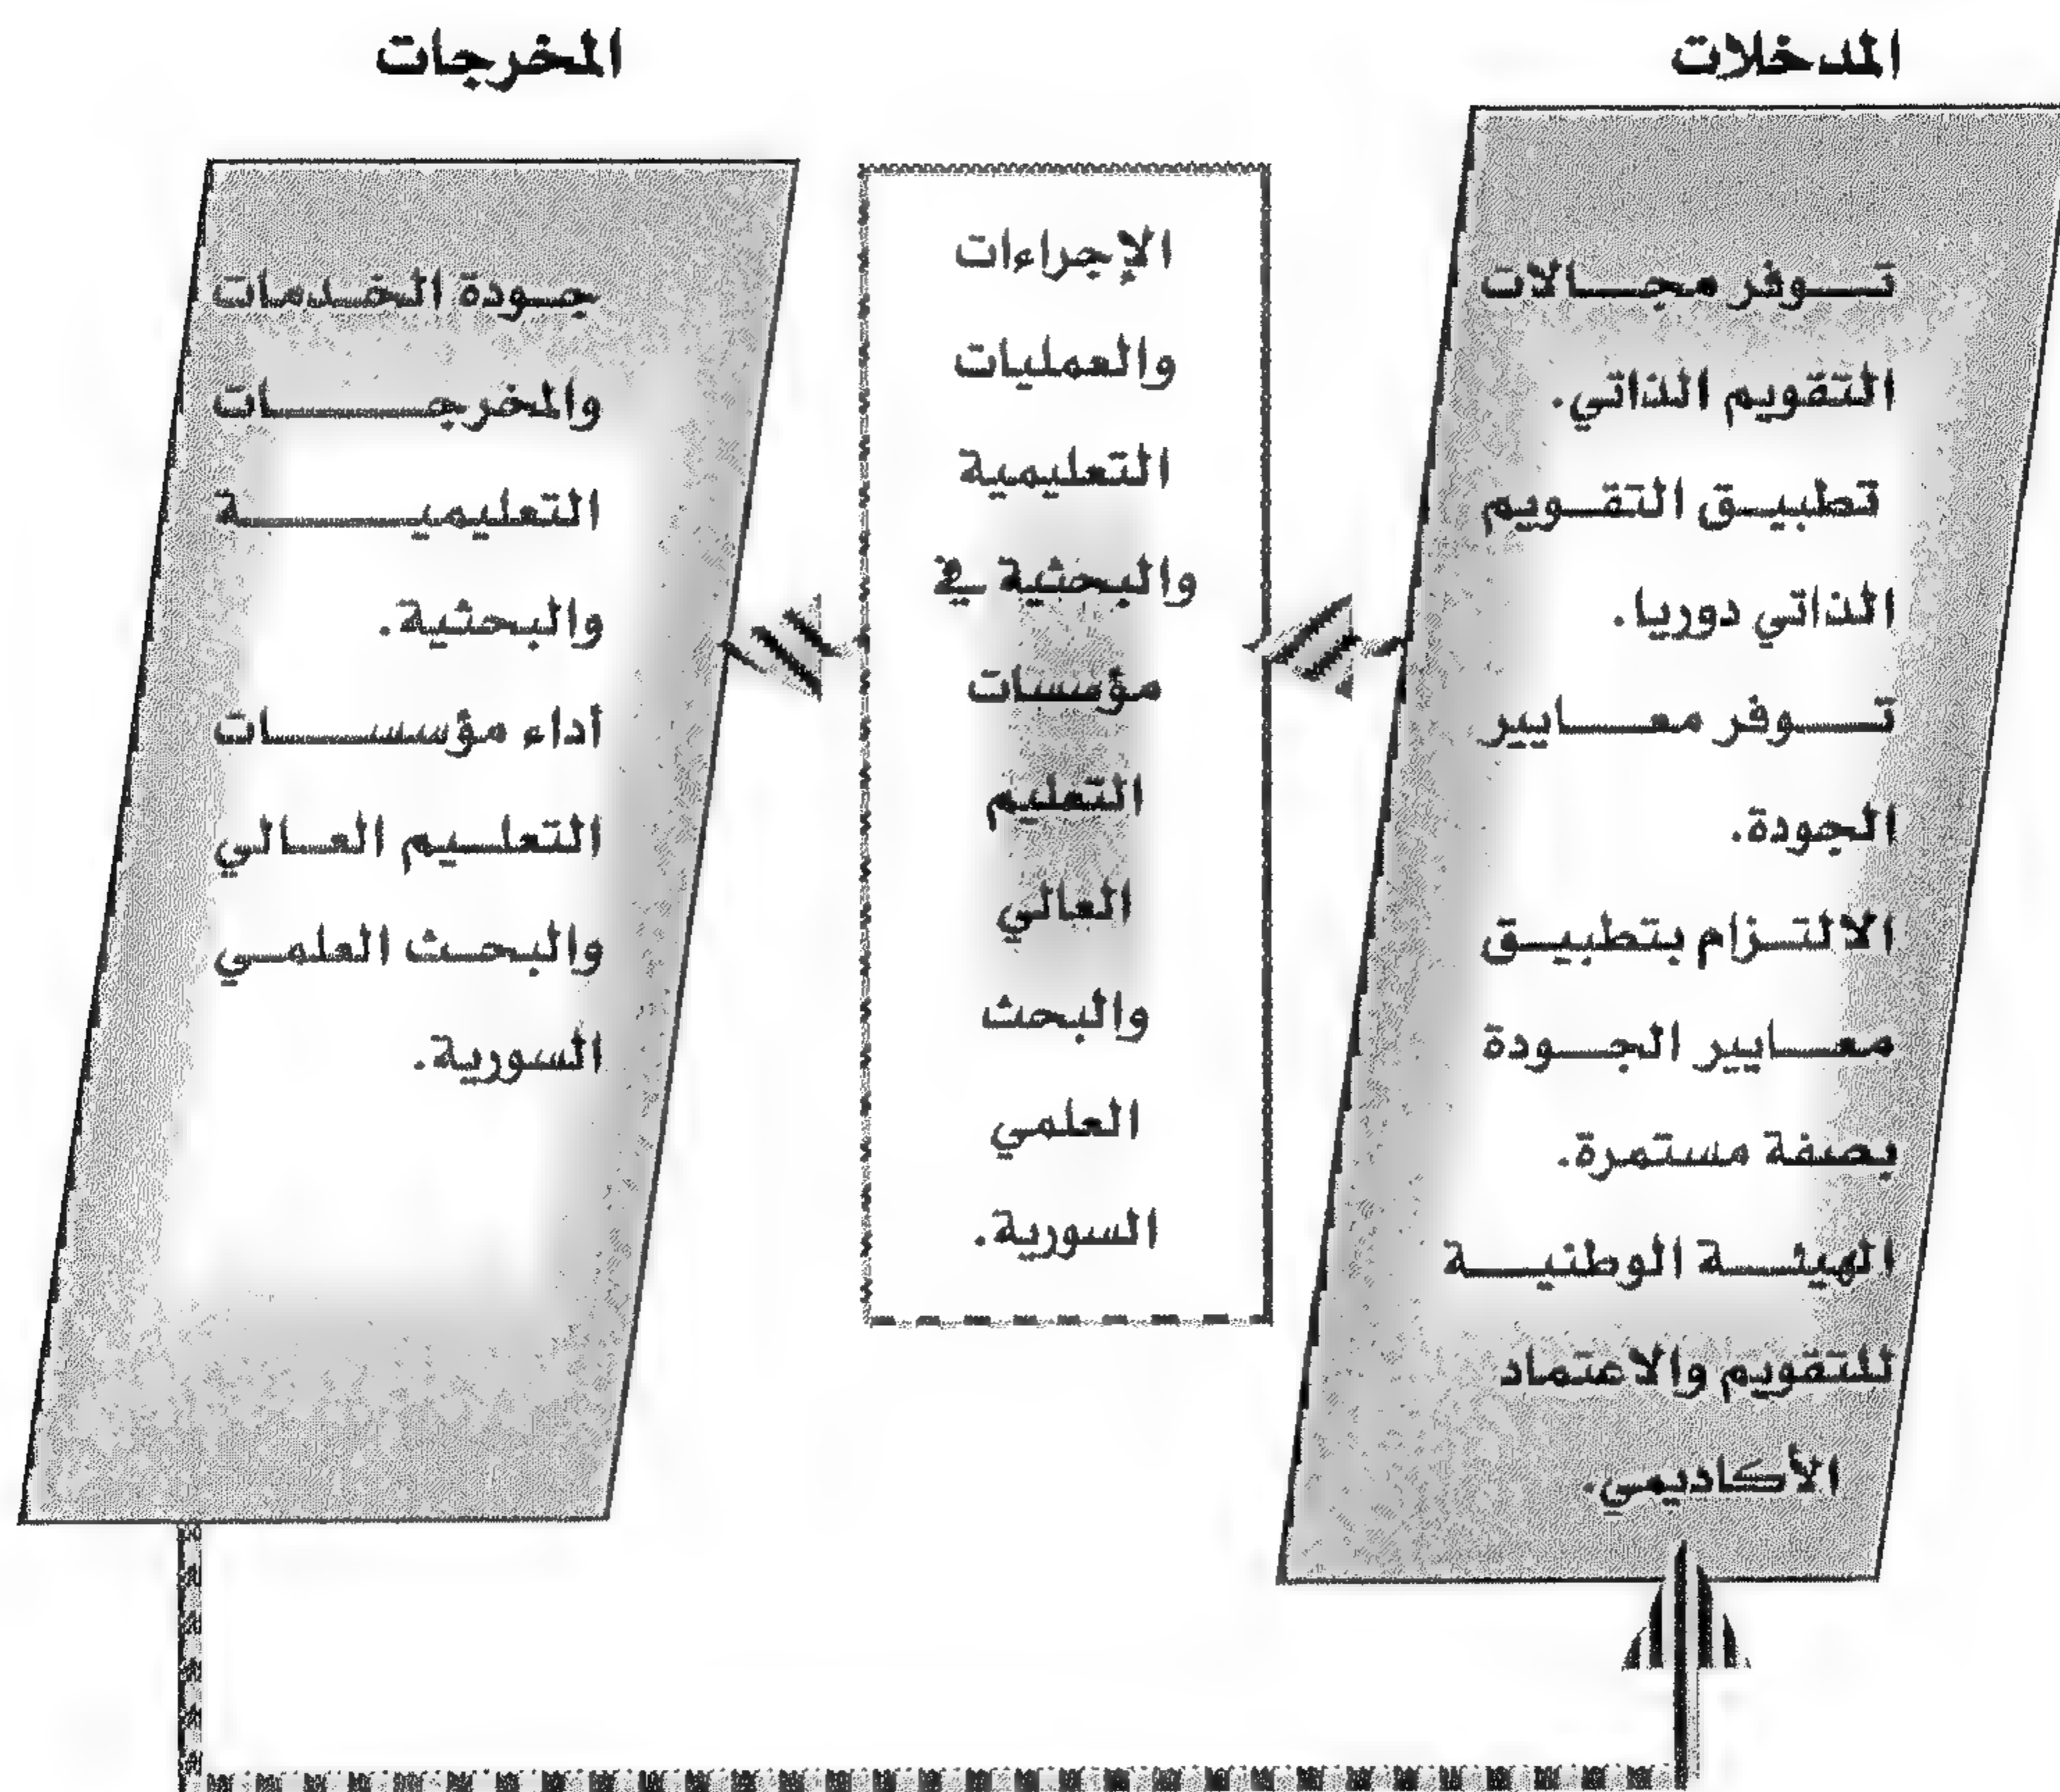 المدخلات
توفر مجالات
التقويم الذاتي.
تطبيق التقويم
الذاتي دوريا.
توفر معايير
الجودة.
الالتزام بتطبيق
معايير الجودة
بصفة مستمرة.
الهيئة الوطنية
للتقويم والاعتماد
الأكاديمي.
الإجراءات
والعمليات
التعليمية
والبحثية في
مؤسسات
التعليم
العالي
والبحث
العلمي
السورية.
المخرجات
جودة الخدمات
والمخرجات
التعليمية
والبحثية.
أداء مؤسسات
التعليم العالي
والبحث العلمي
السورية.